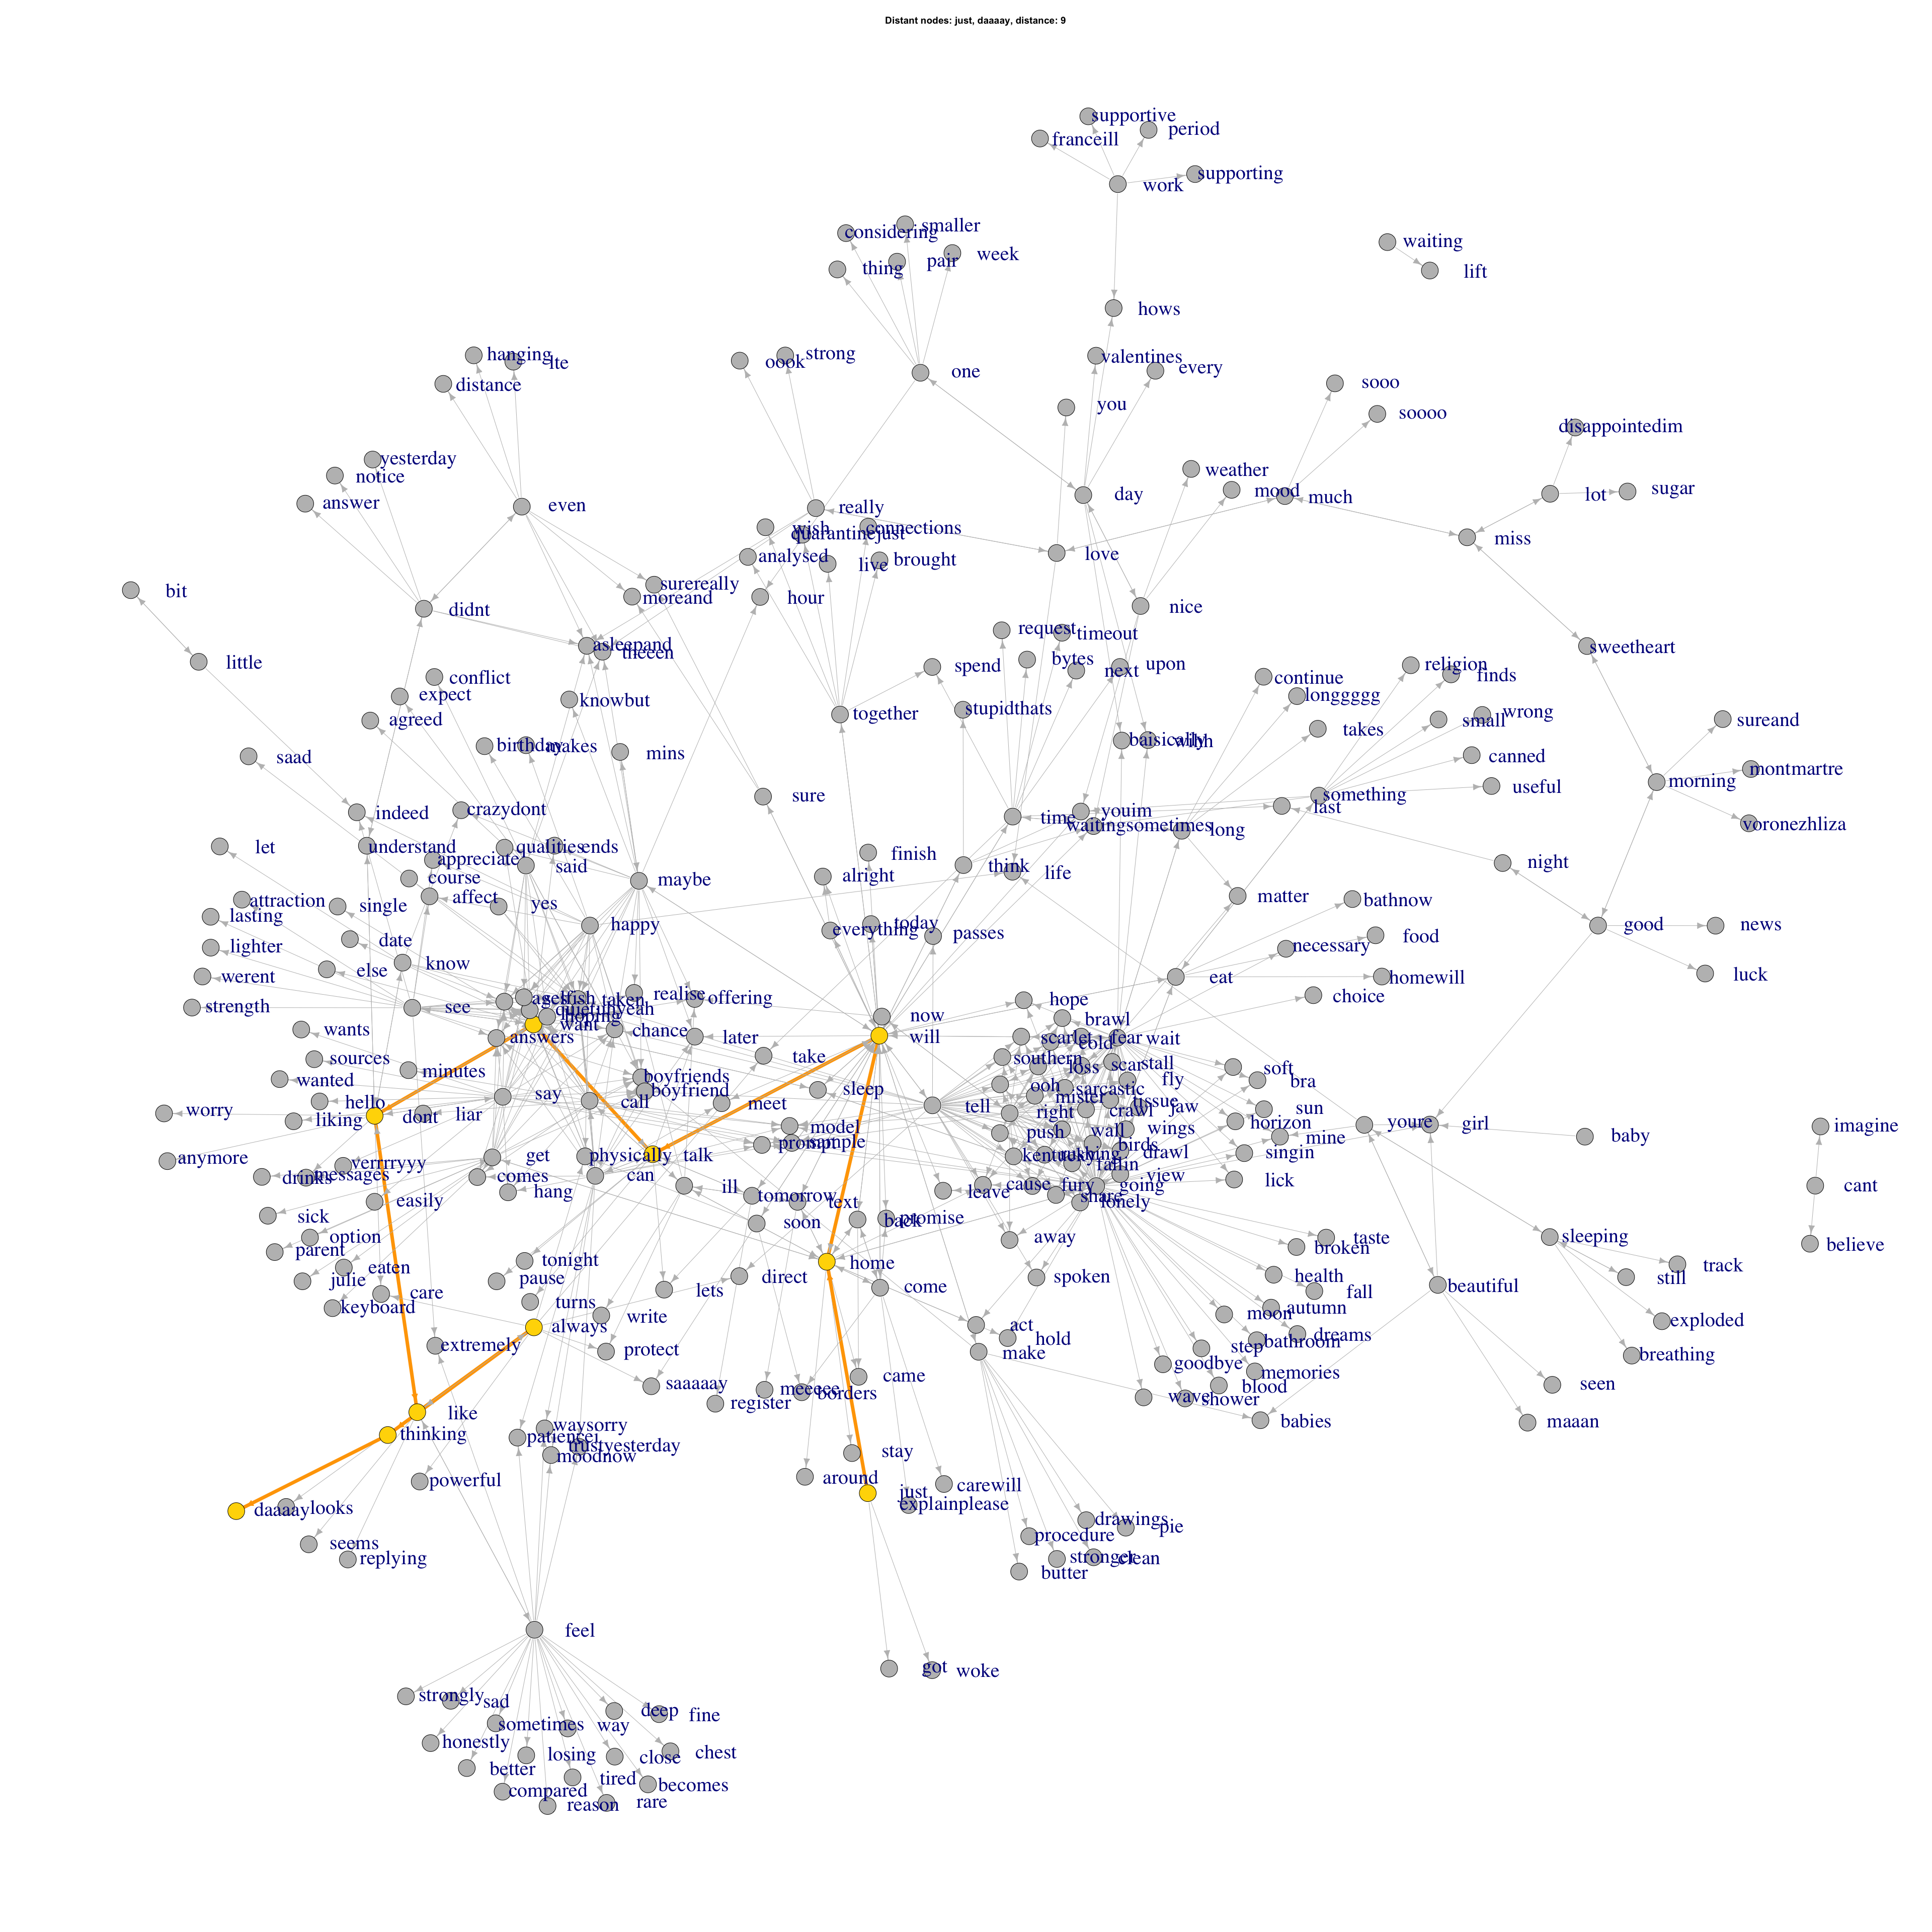 Distant nodes: just, daaaay, distance: 9
supportive
period
franceill
supporting
work
smaller
considering
week
pair
thing
waiting
lift
hows
hanging
lte
distance
strong
oook
one
valentines
every
you
sooo
soooo
disappointedim
yesterday
notice
answer
even
weather
mood
much
day
lot
sugar
really
wish
connections
quarantinejust
miss
analysed
live
brought
love
bit
surereally
moreand
hour
didnt
nice
request
timeout
asleepand
theeen
sweetheart
little
bytes
next
upon
spend
religion
finds
conflict
continue
expect
knowbut
longgggg
agreed
together
stupidthats
small
wrong
sureand
takes
birthday
makes
mins
baisically
saad
canned
montmartre
morning
sure
something
useful
indeed
crazydont
last
youim
time
waitingsometimes
long
voronezhliza
let
understand
qualities
ends
finish
appreciate
said
think
life
night
course
maybe
alright
attraction
single
affect
yes
matter
bathnow
lasting
happy
everything
today
passes
good
news
lighter
date
food
necessary
know
else
luck
werent
eat
homewill
strength
see
selfish
taken
realise
offering
choice
hope
want
now
brawl
wants
answers
chance
later
will
scarlet
cold
fear
wait
sources
take
southern
loss
scar
stall
minutes
boyfriends
soft
wanted
boyfriend
sleep
ooh
sarcastic
fly
bra
hello
say
call
meet
mister
tissue
worry
liking
dont
liar
tell
right
crawl
jaw
sun
horizon
model
push
wall
wings
mine
youre
girl
baby
imagine
prompt
sample
birds
anymore
verrrryyy
get
physically
talk
kentucky
drawl
singin
drinks
messages
comes
can
fallin
view
lick
easily
hang
ill
tomorrow
leave
cause
fury
going
cant
sick
text
back
promise
share
lonely
option
soon
away
broken
taste
sleeping
believe
parent
eaten
tonight
home
julie
pause
direct
spoken
health
track
still
keyboard
care
turns
lets
come
fall
beautiful
always
write
act
moon
autumn
exploded
extremely
protect
hold
make
step
bathroom
dreams
breathing
saaaaay
came
goodbye
memories
seen
register
meeeee
borders
wave
shower
blood
like
babies
maaan
thinking
waysorry
patiencei
trustyesterday
moodnow
stay
powerful
around
carewill
daaaay
looks
just
explainplease
seems
replying
drawings
pie
procedure
stronger
clean
butter
feel
got
woke
strongly
sad
deep
fine
sometimes
way
honestly
losing
close
chest
better
tired
becomes
compared
reason
rare